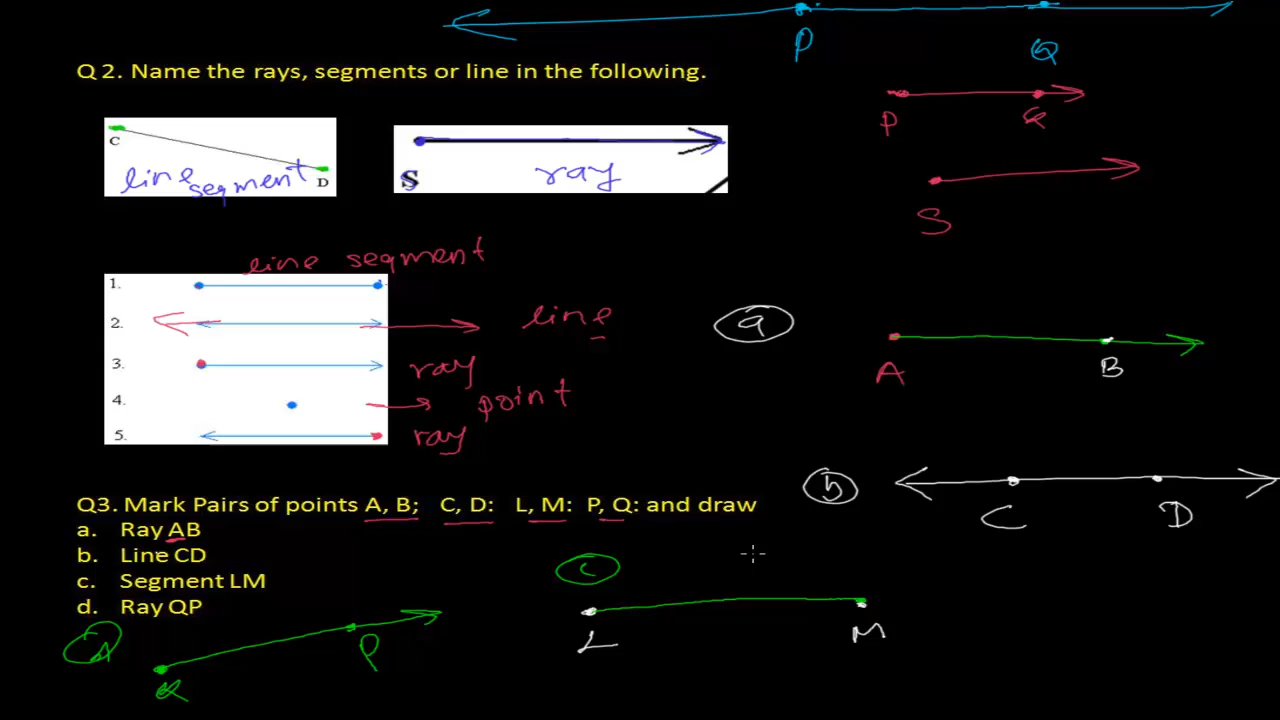 P Q
Q 2. Name the rays, segments or line in the following.
P Q
C
line segment D
S ray
S
line segment
1.
2. line
3. ray
4. point
5. ray
a
A B
b
C D
Q3. Mark Pairs of points A, B; C, D: L, M: P, Q: and draw
a. Ray AB
b. Line CD
c. Segment LM
d. Ray QP
c
L M
d
Q P